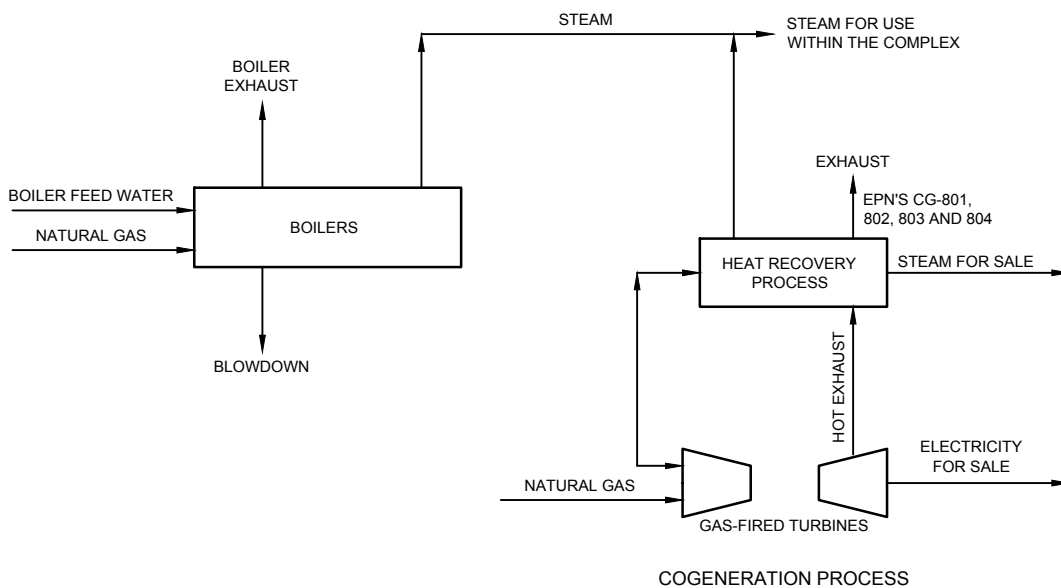 STEAM
STEAM FOR USE
WITHIN THE COMPLEX
BOILER
EXHAUST
EXHAUST
BOILER FEED WATER
EPN'S CG-801,
802, 803 AND 804
BOILERS
NATURAL GAS
HEAT RECOVERY
PROCESS
STEAM FOR SALE
BLOWDOWN
HOT EXHAUST
ELECTRICITY
FOR SALE
NATURAL GAS
GAS-FIRED TURBINES
COGENERATION PROCESS